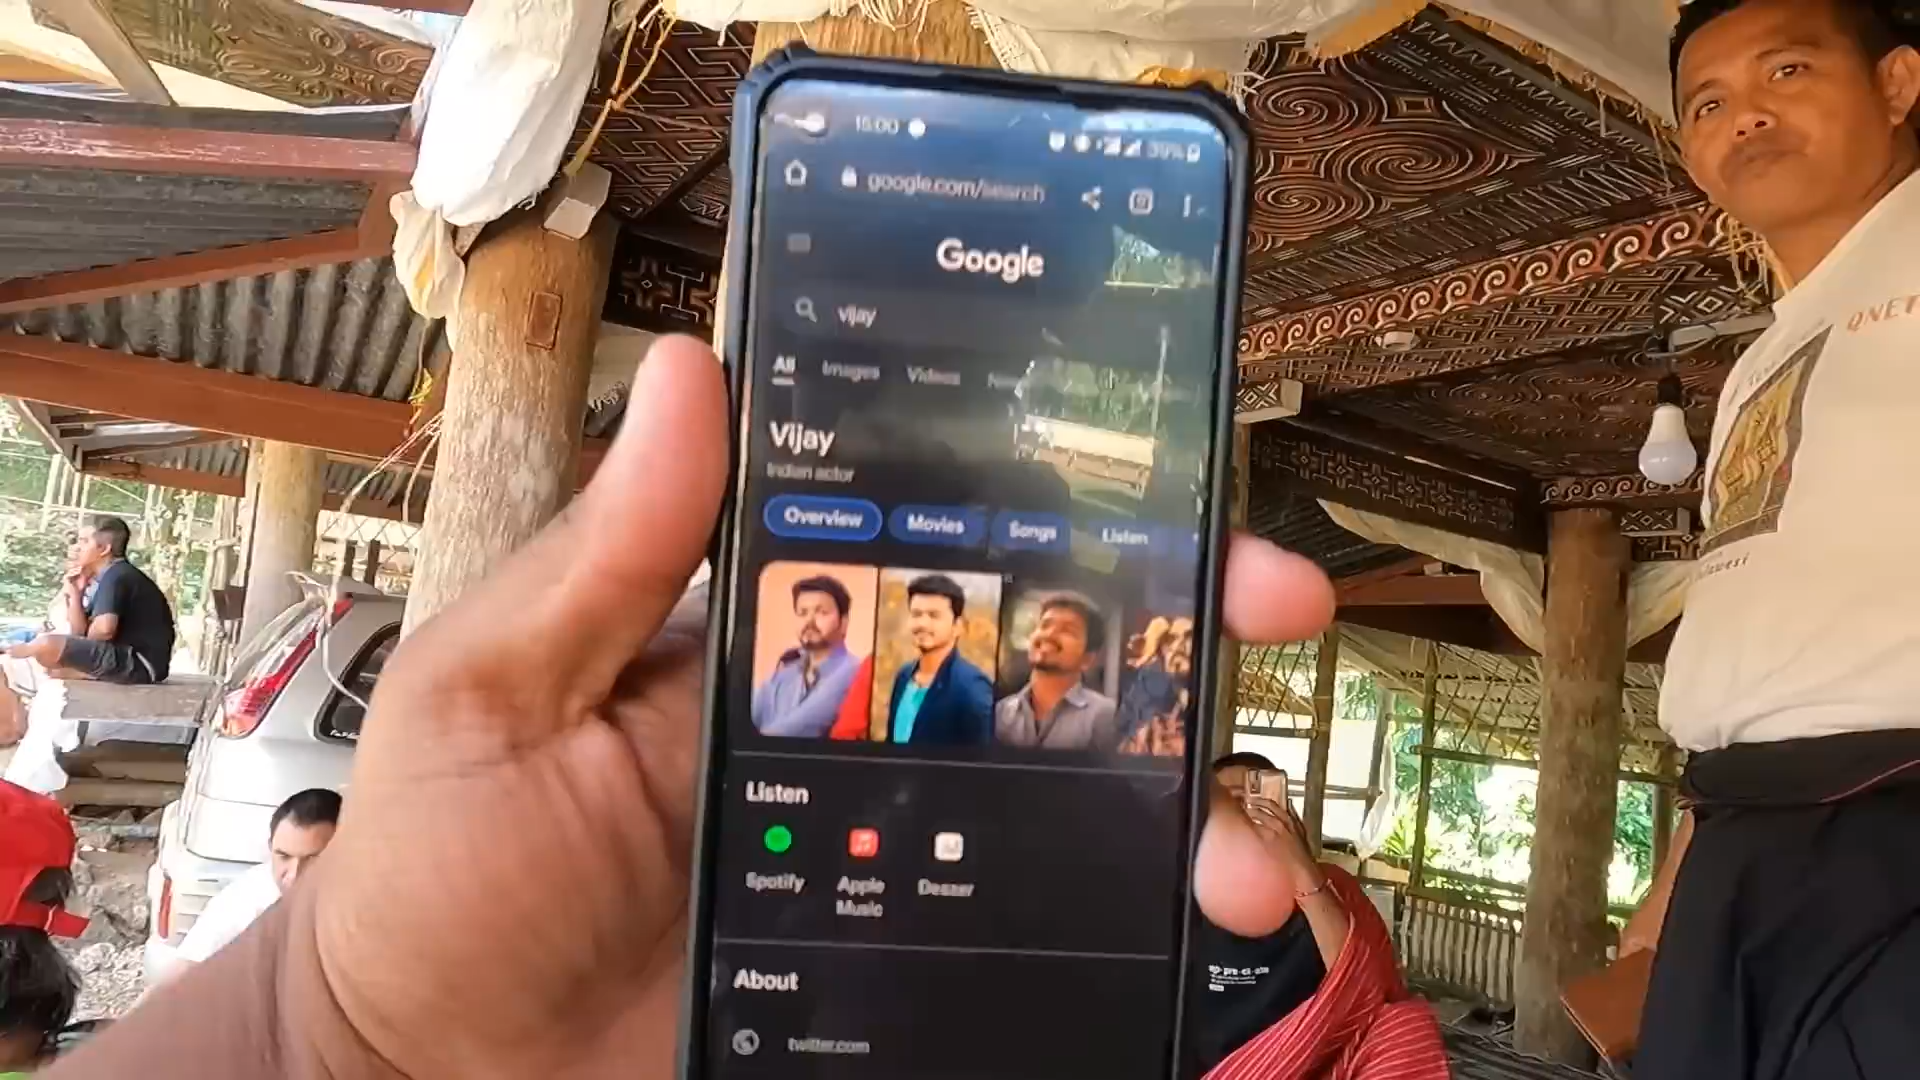 15:00
39%
google.com/search
Google
vijay
All Images Videos
Vijay
Indian actor
Overview Movies Songs Listen
Listen
Spotify Apple Music Deezer
About
twitter.com
QNET